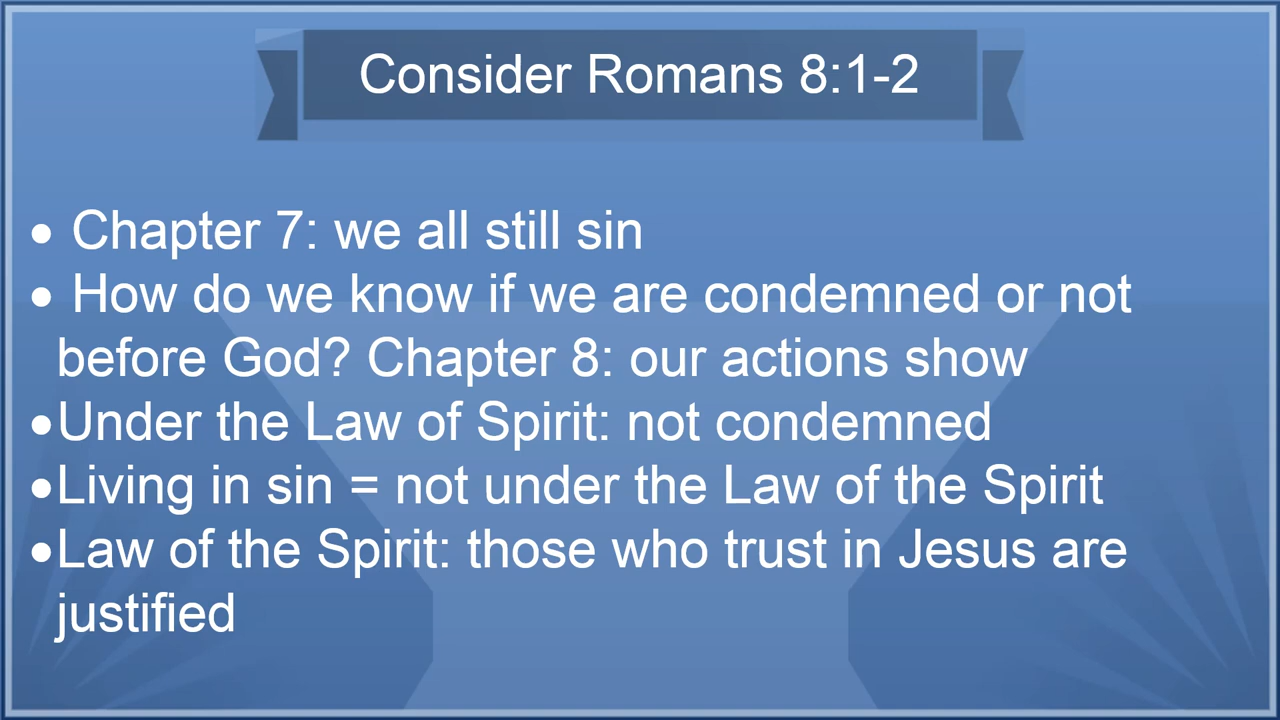 Consider Romans 8:1-2
• Chapter 7: we all still sin
• How do we know if we are condemned or not
before God? Chapter 8: our actions show
•Under the Law of Spirit: not condemned
•Living in sin = not under the Law of the Spirit
•Law of the Spirit: those who trust in Jesus are
justified